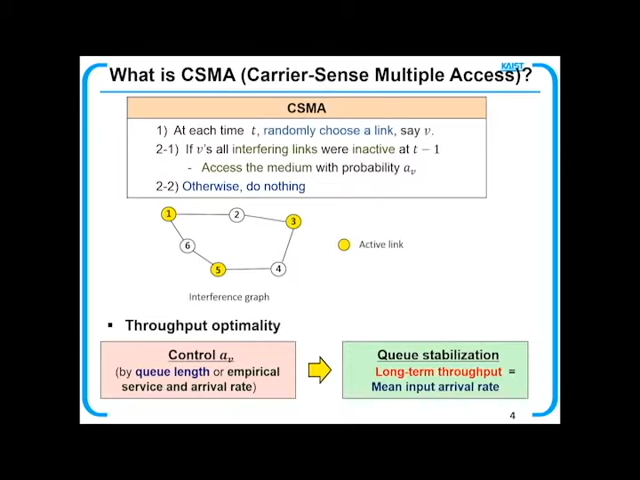 KAIST
What is CSMA (Carrier-Sense Multiple Access)?
CSMA
1) At each time t, randomly choose a link, say v.
2-1) If v's all interfering links were inactive at t − 1
- Access the medium with probability aᵥ
2-2) Otherwise, do nothing
1
2
3
6
5
4
Active link
Interference graph
▪ Throughput optimality
Control aᵥ
(by queue length or empirical
service and arrival rate)
Queue stabilization
Long-term throughput =
Mean input arrival rate
4